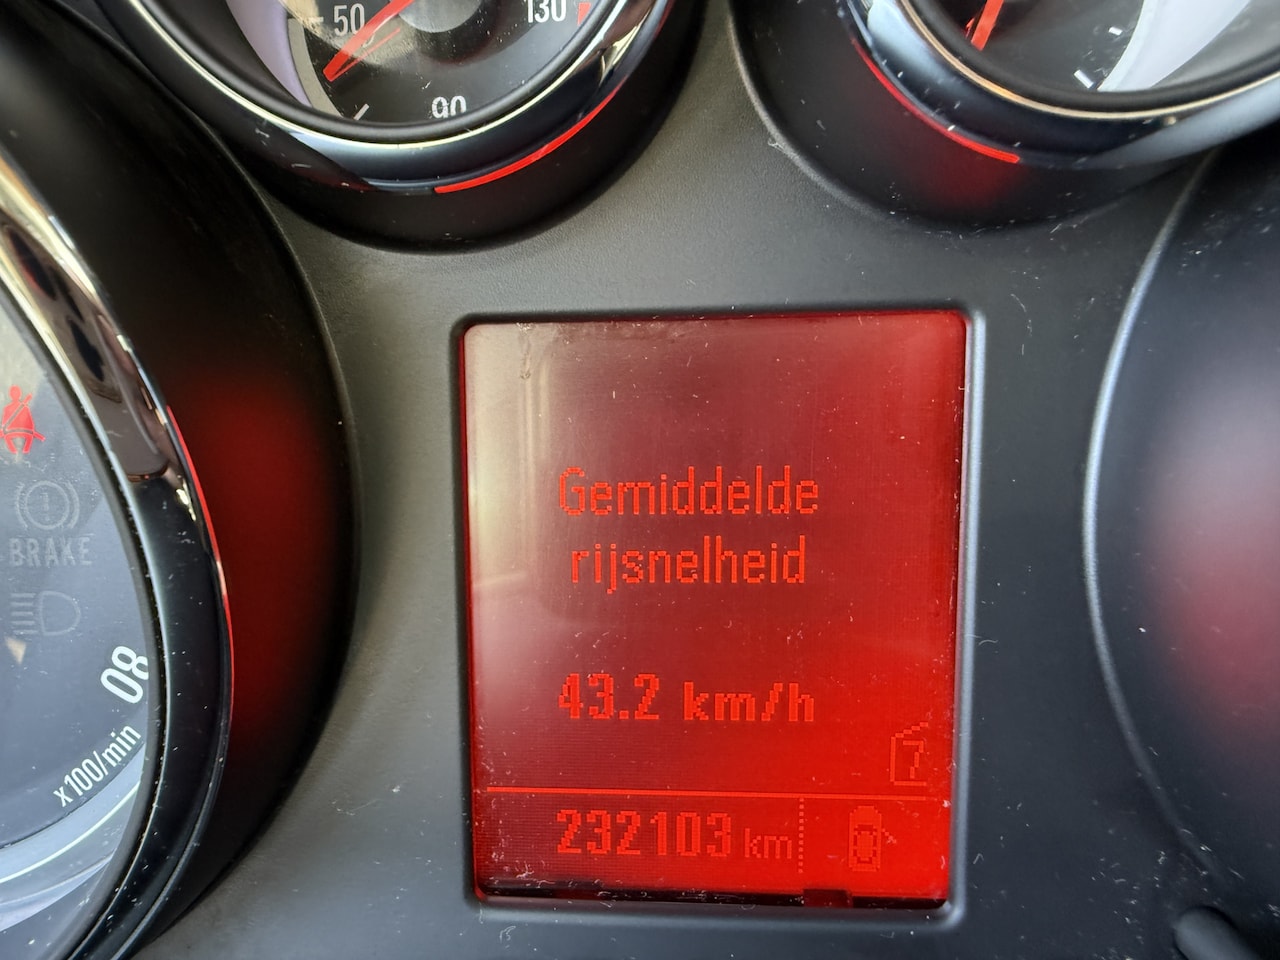 50
130
90
BRAKE
80
x100/min
Gemiddelde
rijsnelheid
43.2 km/h
7
232103 km